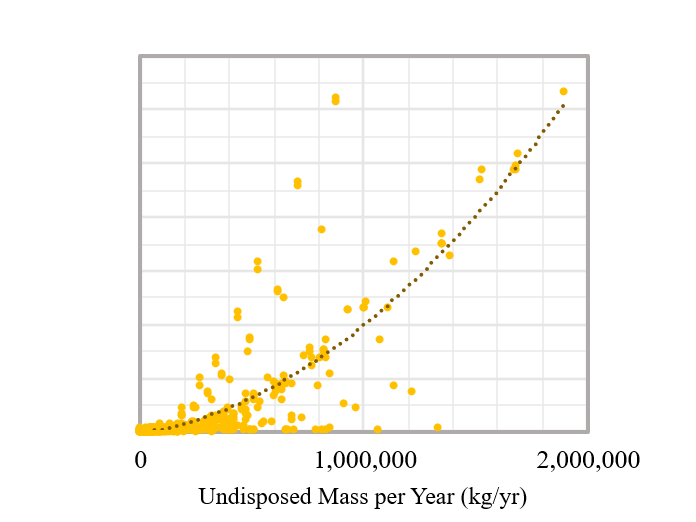 0 1,000,000 2,000,000
Undisposed Mass per Year (kg/yr)